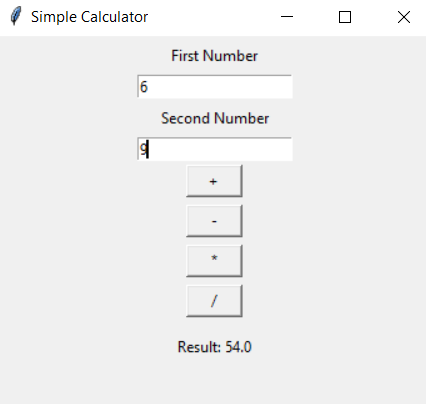 Simple Calculator
First Number
6
Second Number
9
+
-
*
/
Result: 54.0